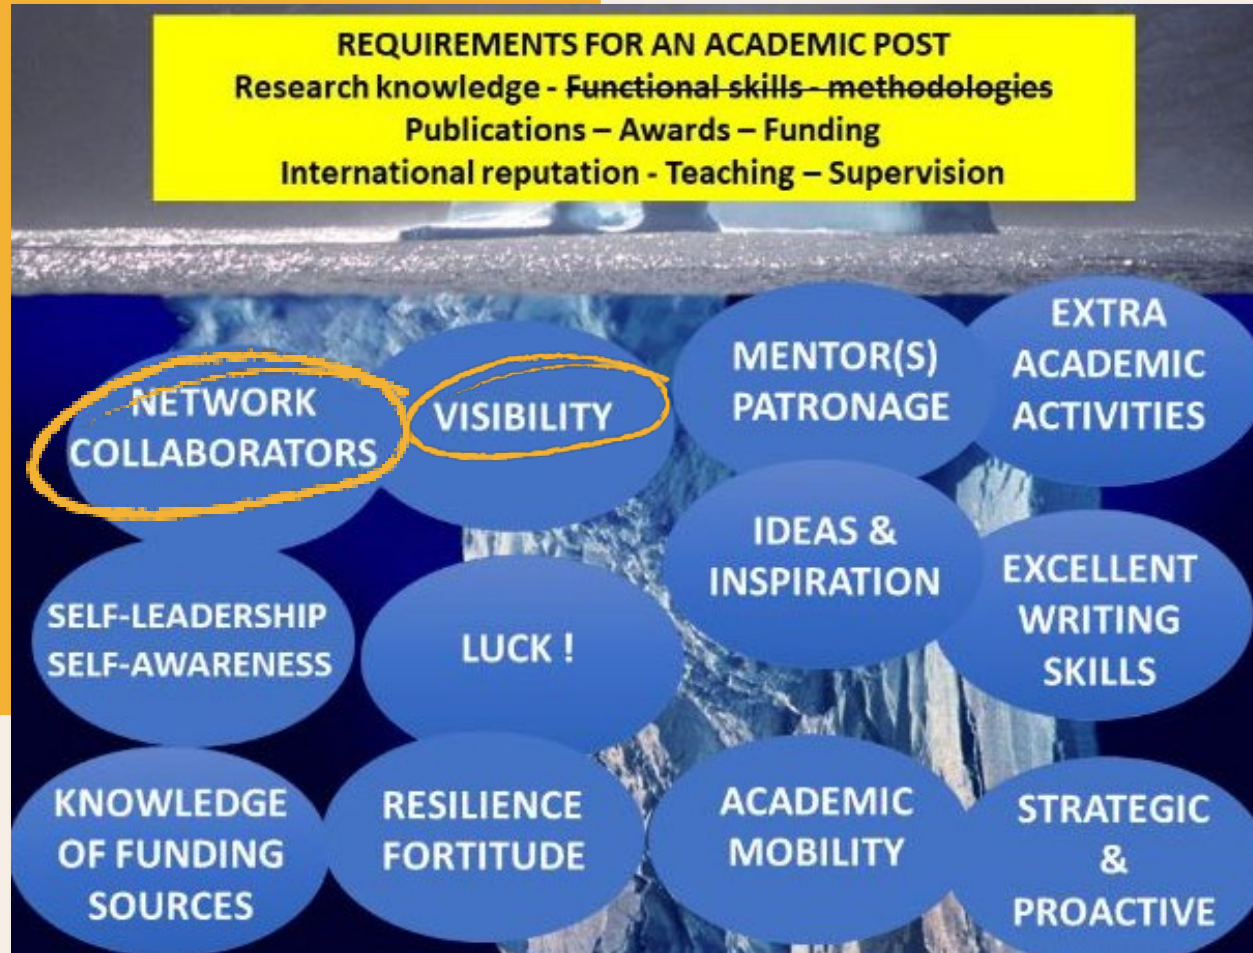 REQUIREMENTS FOR AN ACADEMIC POST
Research knowledge - Functional skills - methodologies
Publications – Awards – Funding
International reputation - Teaching – Supervision
NETWORK
COLLABORATORS
VISIBILITY
MENTOR(S)
PATRONAGE
EXTRA
ACADEMIC
ACTIVITIES
SELF-LEADERSHIP
SELF-AWARENESS
LUCK !
IDEAS &
INSPIRATION
EXCELLENT
WRITING
SKILLS
KNOWLEDGE
OF FUNDING
SOURCES
RESILIENCE
FORTITUDE
ACADEMIC
MOBILITY
STRATEGIC
&
PROACTIVE